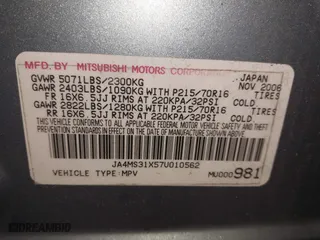 MFD. BY MITSUBISHI MOTORS CORPORATION JAPAN
GVWR 5071LBS/2300KG NOV 2006
GAWR 2403LBS/1090KG WITH P215/70R16 TIRES
FR 16X6.5JJ RIMS AT 220KPA/32PSI COLD
GAWR 2822LBS/1280KG WITH P215/70R16 TIRES
RR 16X6.5JJ RIMS AT 220KPA/32PSI COLD
THIS VEHICLE CONFORMS TO ALL
APPLICABLE FEDERAL MOTOR VEHICLE
SAFETY AND THEFT PREVENTION STANDARDS IN EFFECT ON THE
DATE OF MANUFACTURE SHOWN ABOVE.
JA4MS31X57U010562
VEHICLE TYPE:MPV MU000981